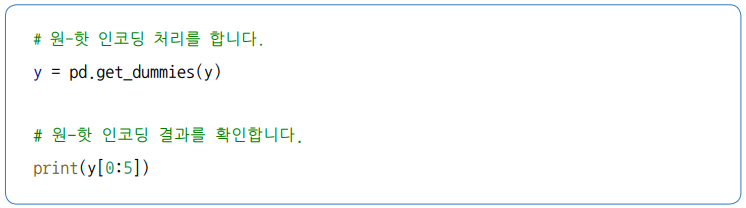 # 원-핫 인코딩 처리를 합니다.
y = pd.get_dummies(y)
# 원-핫 인코딩 결과를 확인합니다.
print(y[0:5])